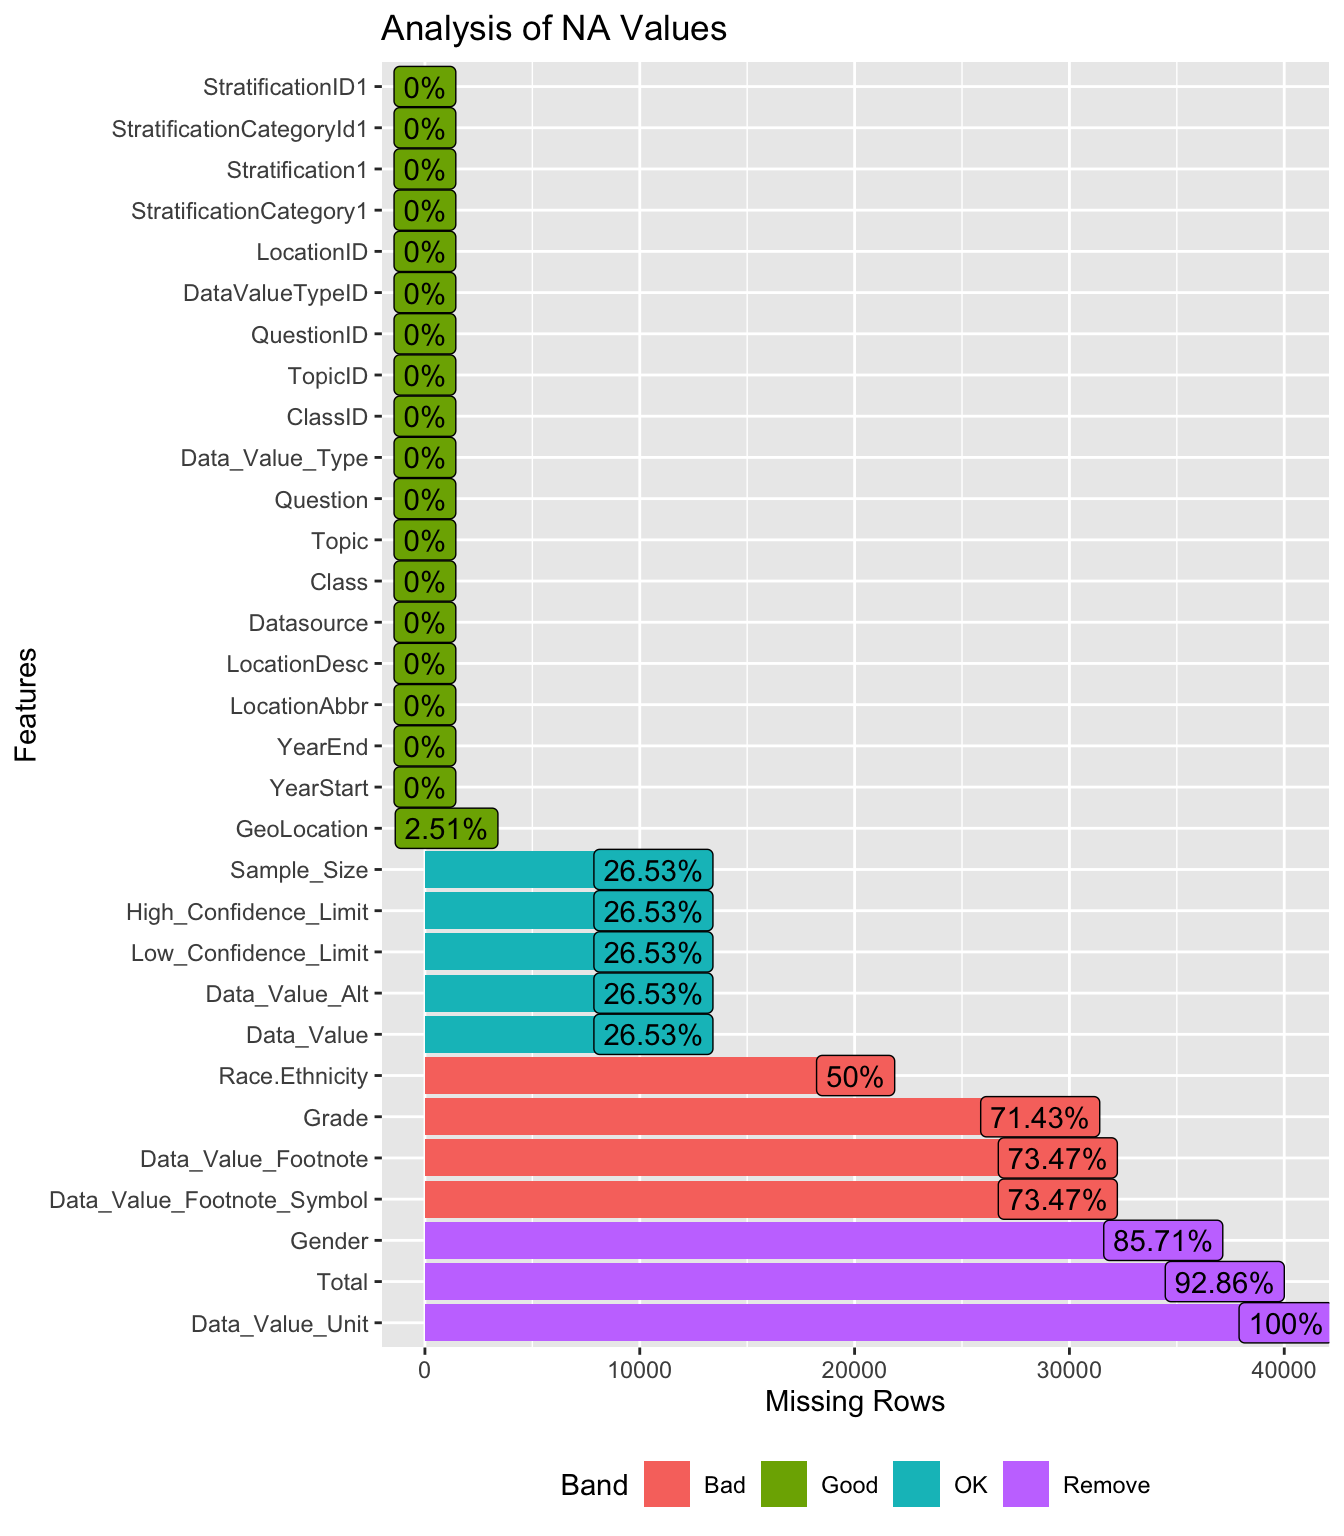 Analysis of NA Values
Features
StratificationID1 0%
StratificationCategoryId1 0%
Stratification1 0%
StratificationCategory1 0%
LocationID 0%
DataValueTypeID 0%
QuestionID 0%
TopicID 0%
ClassID 0%
Data_Value_Type 0%
Question 0%
Topic 0%
Class 0%
Datasource 0%
LocationDesc 0%
LocationAbbr 0%
YearEnd 0%
YearStart 0%
GeoLocation 2.51%
Sample_Size 26.53%
High_Confidence_Limit 26.53%
Low_Confidence_Limit 26.53%
Data_Value_Alt 26.53%
Data_Value 26.53%
Race.Ethnicity 50%
Grade 71.43%
Data_Value_Footnote 73.47%
Data_Value_Footnote_Symbol 73.47%
Gender 85.71%
Total 92.86%
Data_Value_Unit 100%
0 10000 20000 30000 40000
Missing Rows
Band Bad Good OK Remove